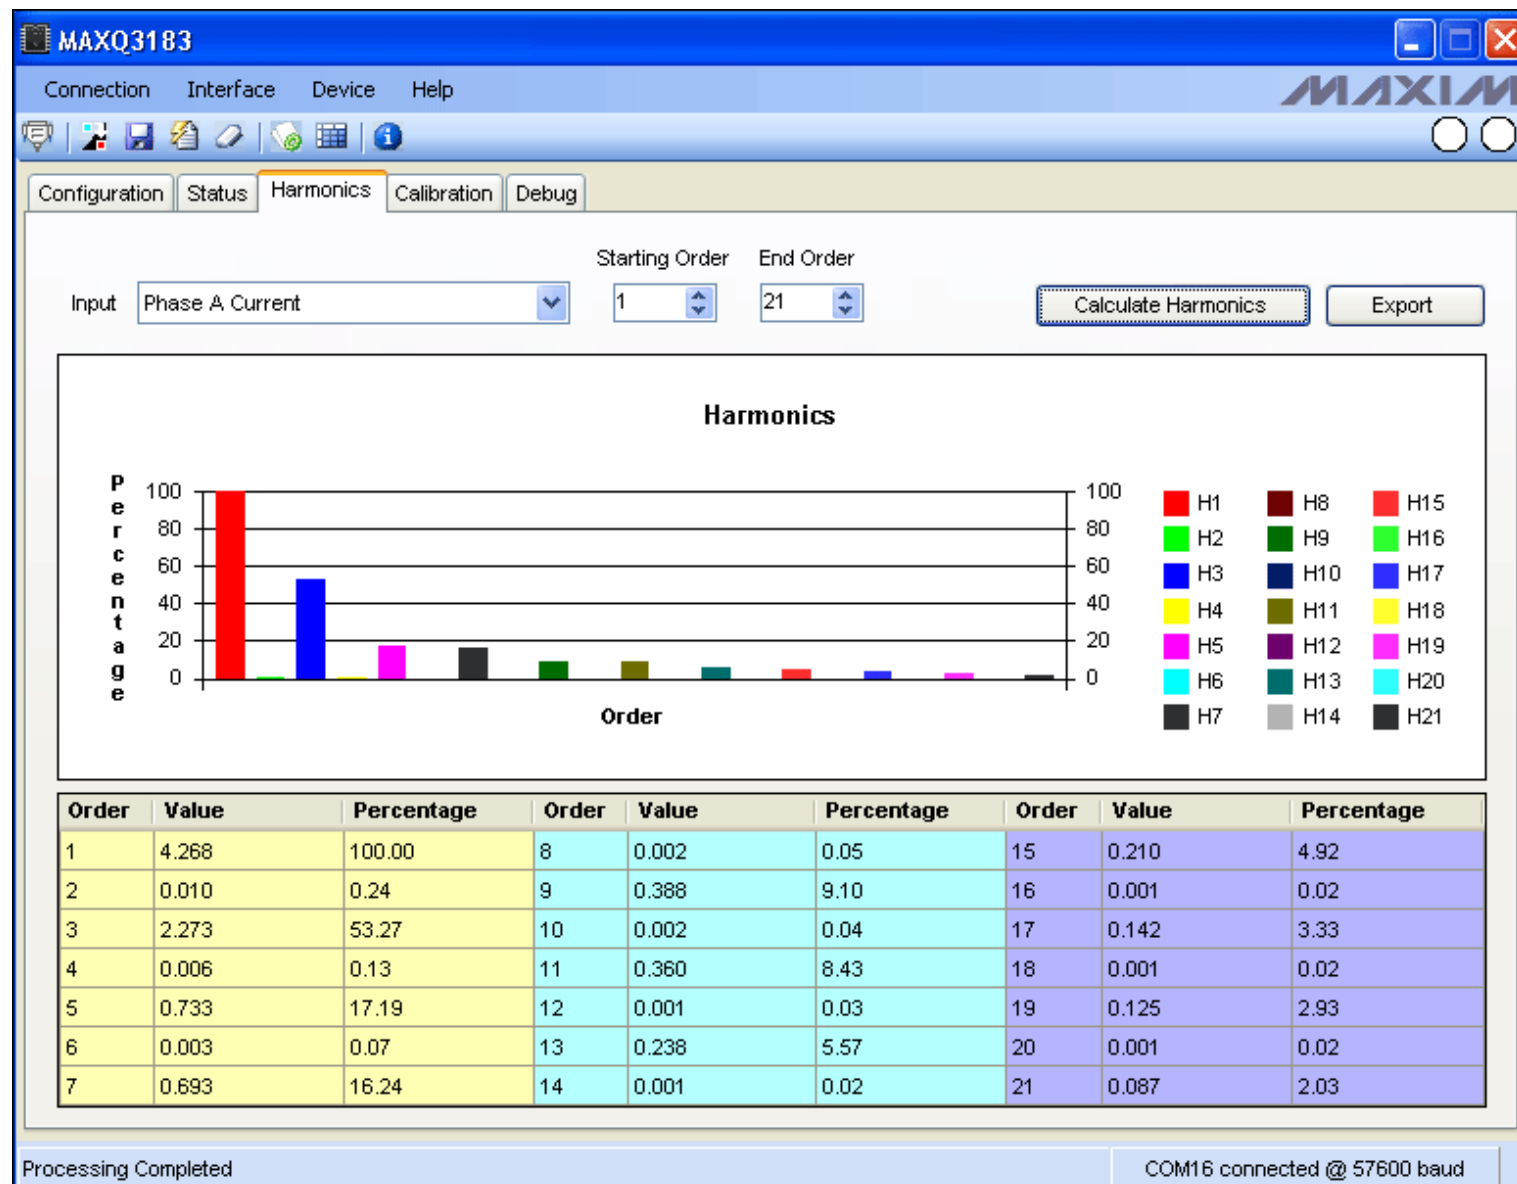 MAXQ3183
Connection Interface Device Help
MAXIM
Configuration Status Harmonics Calibration Debug
Starting Order End Order
Input Phase A Current 1 21 Calculate Harmonics Export
Harmonics
Percentage
100 100
80 80
60 60
40 40
20 20
0 0
Order
H1 H8 H15
H2 H9 H16
H3 H10 H17
H4 H11 H18
H5 H12 H19
H6 H13 H20
H7 H14 H21
Order Value Percentage Order Value Percentage Order Value Percentage
1 4.268 100.00 8 0.002 0.05 15 0.210 4.92
2 0.010 0.24 9 0.388 9.10 16 0.001 0.02
3 2.273 53.27 10 0.002 0.04 17 0.142 3.33
4 0.006 0.13 11 0.360 8.43 18 0.001 0.02
5 0.733 17.19 12 0.001 0.03 19 0.125 2.93
6 0.003 0.07 13 0.238 5.57 20 0.001 0.02
7 0.693 16.24 14 0.001 0.02 21 0.087 2.03
Processing Completed COM16 connected @ 57600 baud